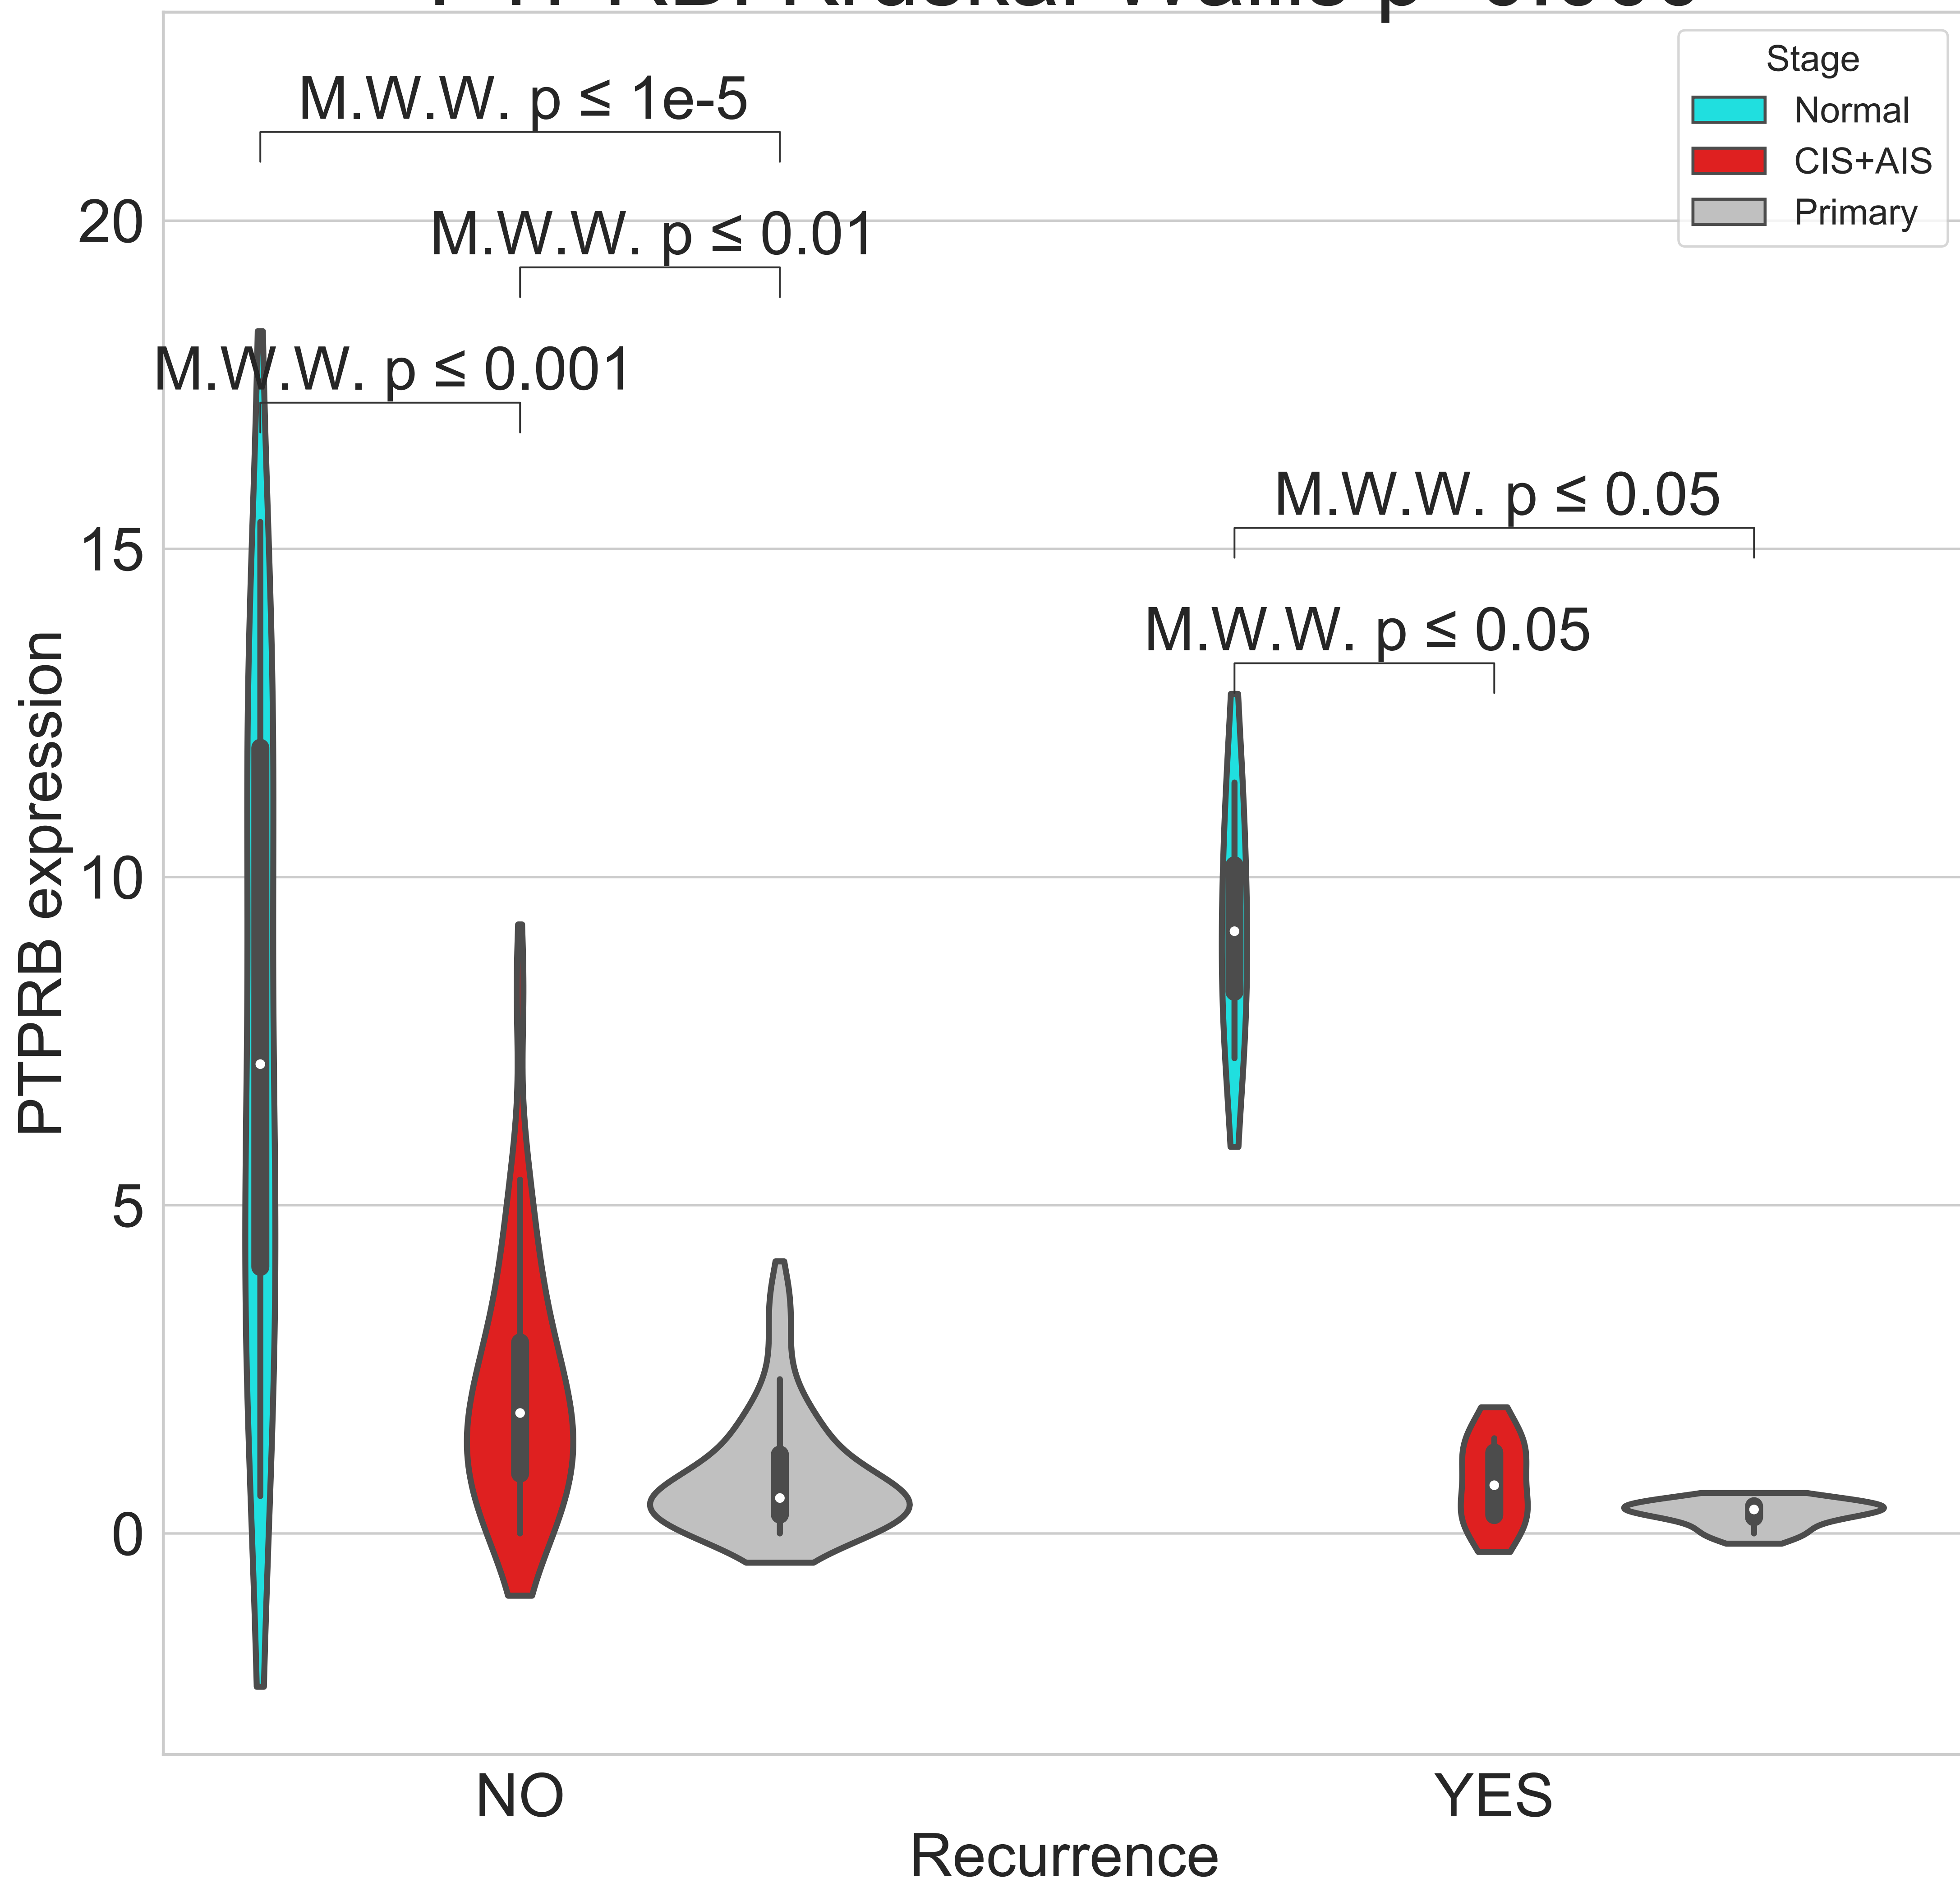 M.W.W. p ≤ 1e-5
M.W.W. p ≤ 0.01
M.W.W. p ≤ 0.001
M.W.W. p ≤ 0.05
M.W.W. p ≤ 0.05
Stage
Normal
CIS+AIS
Primary
PTPRB expression
20
15
10
5
0
NO
YES
Recurrence